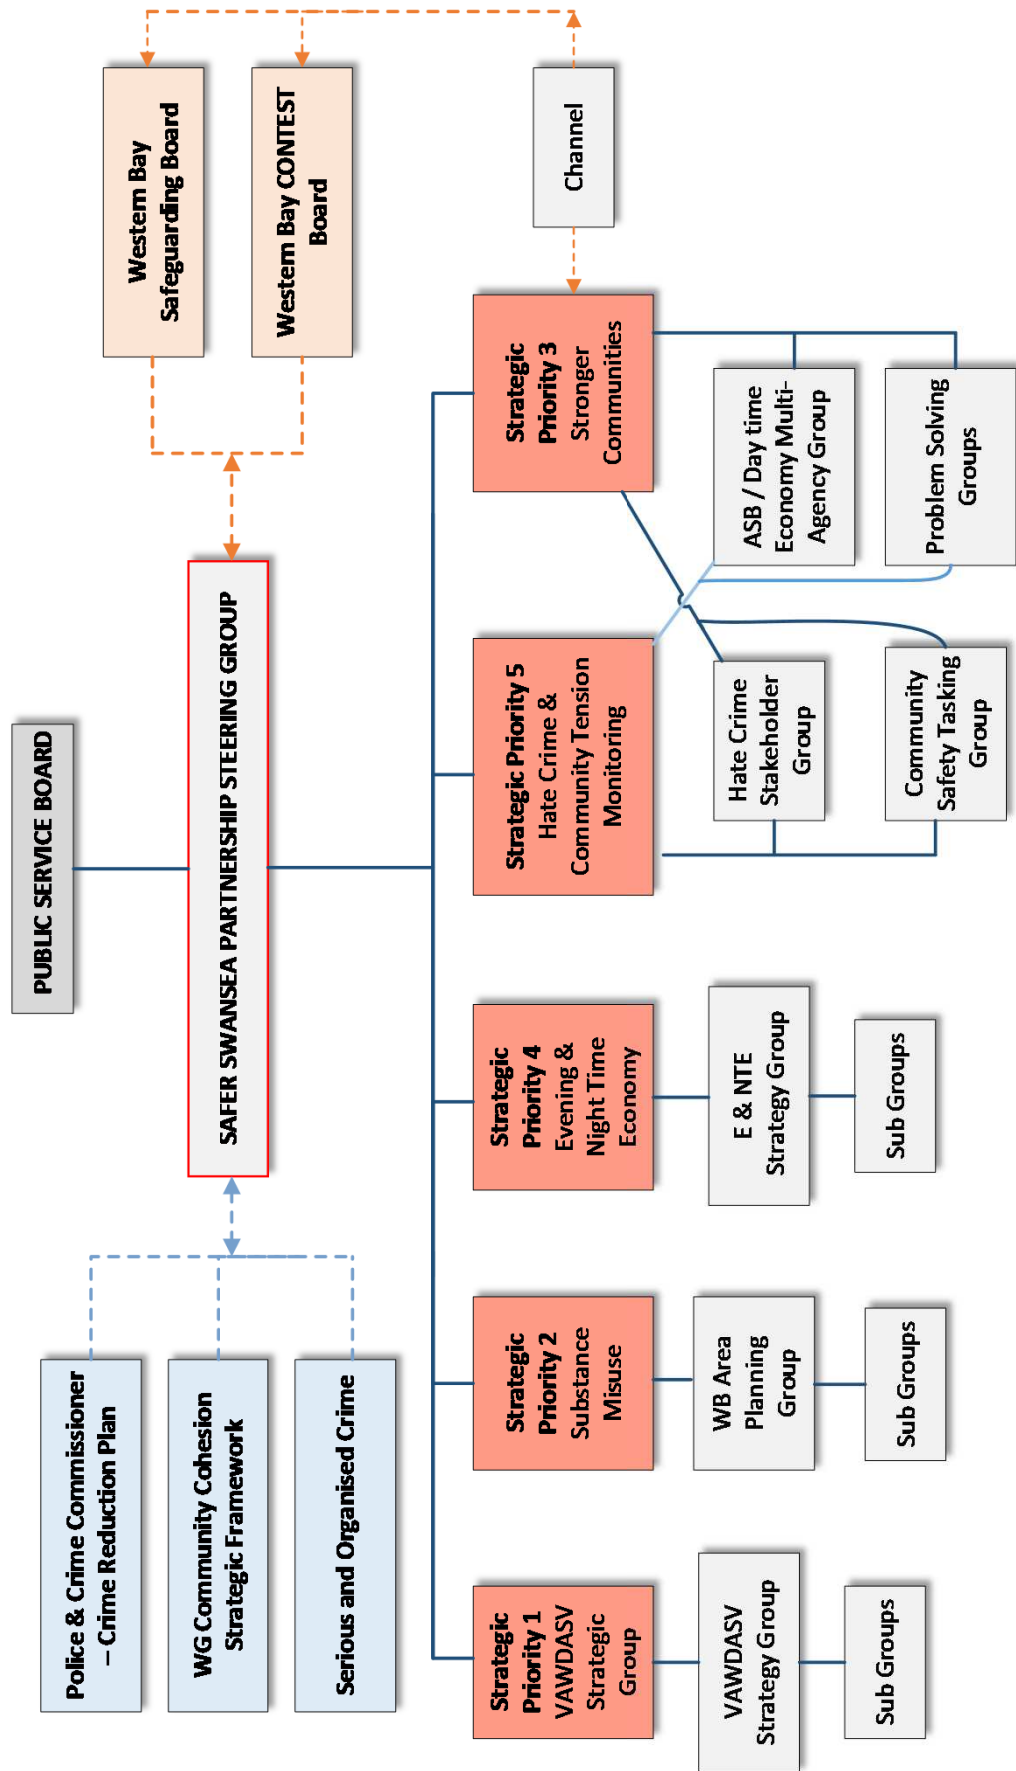 PUBLIC SERVICE BOARD
Police & Crime Commissioner
– Crime Reduction Plan
WG Community Cohesion
Strategic Framework
Serious and Organised Crime
SAFER SWANSEA PARTNERSHIP STEERING GROUP
Western Bay
Safeguarding Board
Western Bay CONTEST
Board
Channel
Strategic
Priority 1
VAWDASV
Strategic
Group
Strategic
Priority 2
Substance
Misuse
Strategic
Priority 4
Evening &
Night Time
Economy
Strategic Priority 5
Hate Crime &
Community Tension
Monitoring
Strategic
Priority 3
Stronger
Communities
VAWDASV
Strategy Group
Sub Groups
WB Area
Planning
Group
Sub Groups
E & NTE
Strategy Group
Sub Groups
Hate Crime
Stakeholder
Group
Community
Safety Tasking
Group
ASB / Day time
Economy Multi-
Agency Group
Problem Solving
Groups